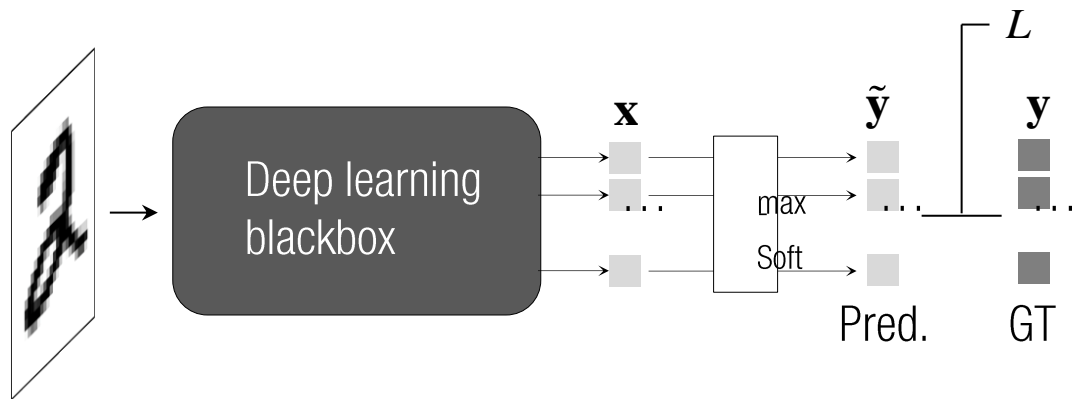 L
x
ỹ
y
Deep learning
blackbox
...
...
...
max
Soft
Pred.
GT